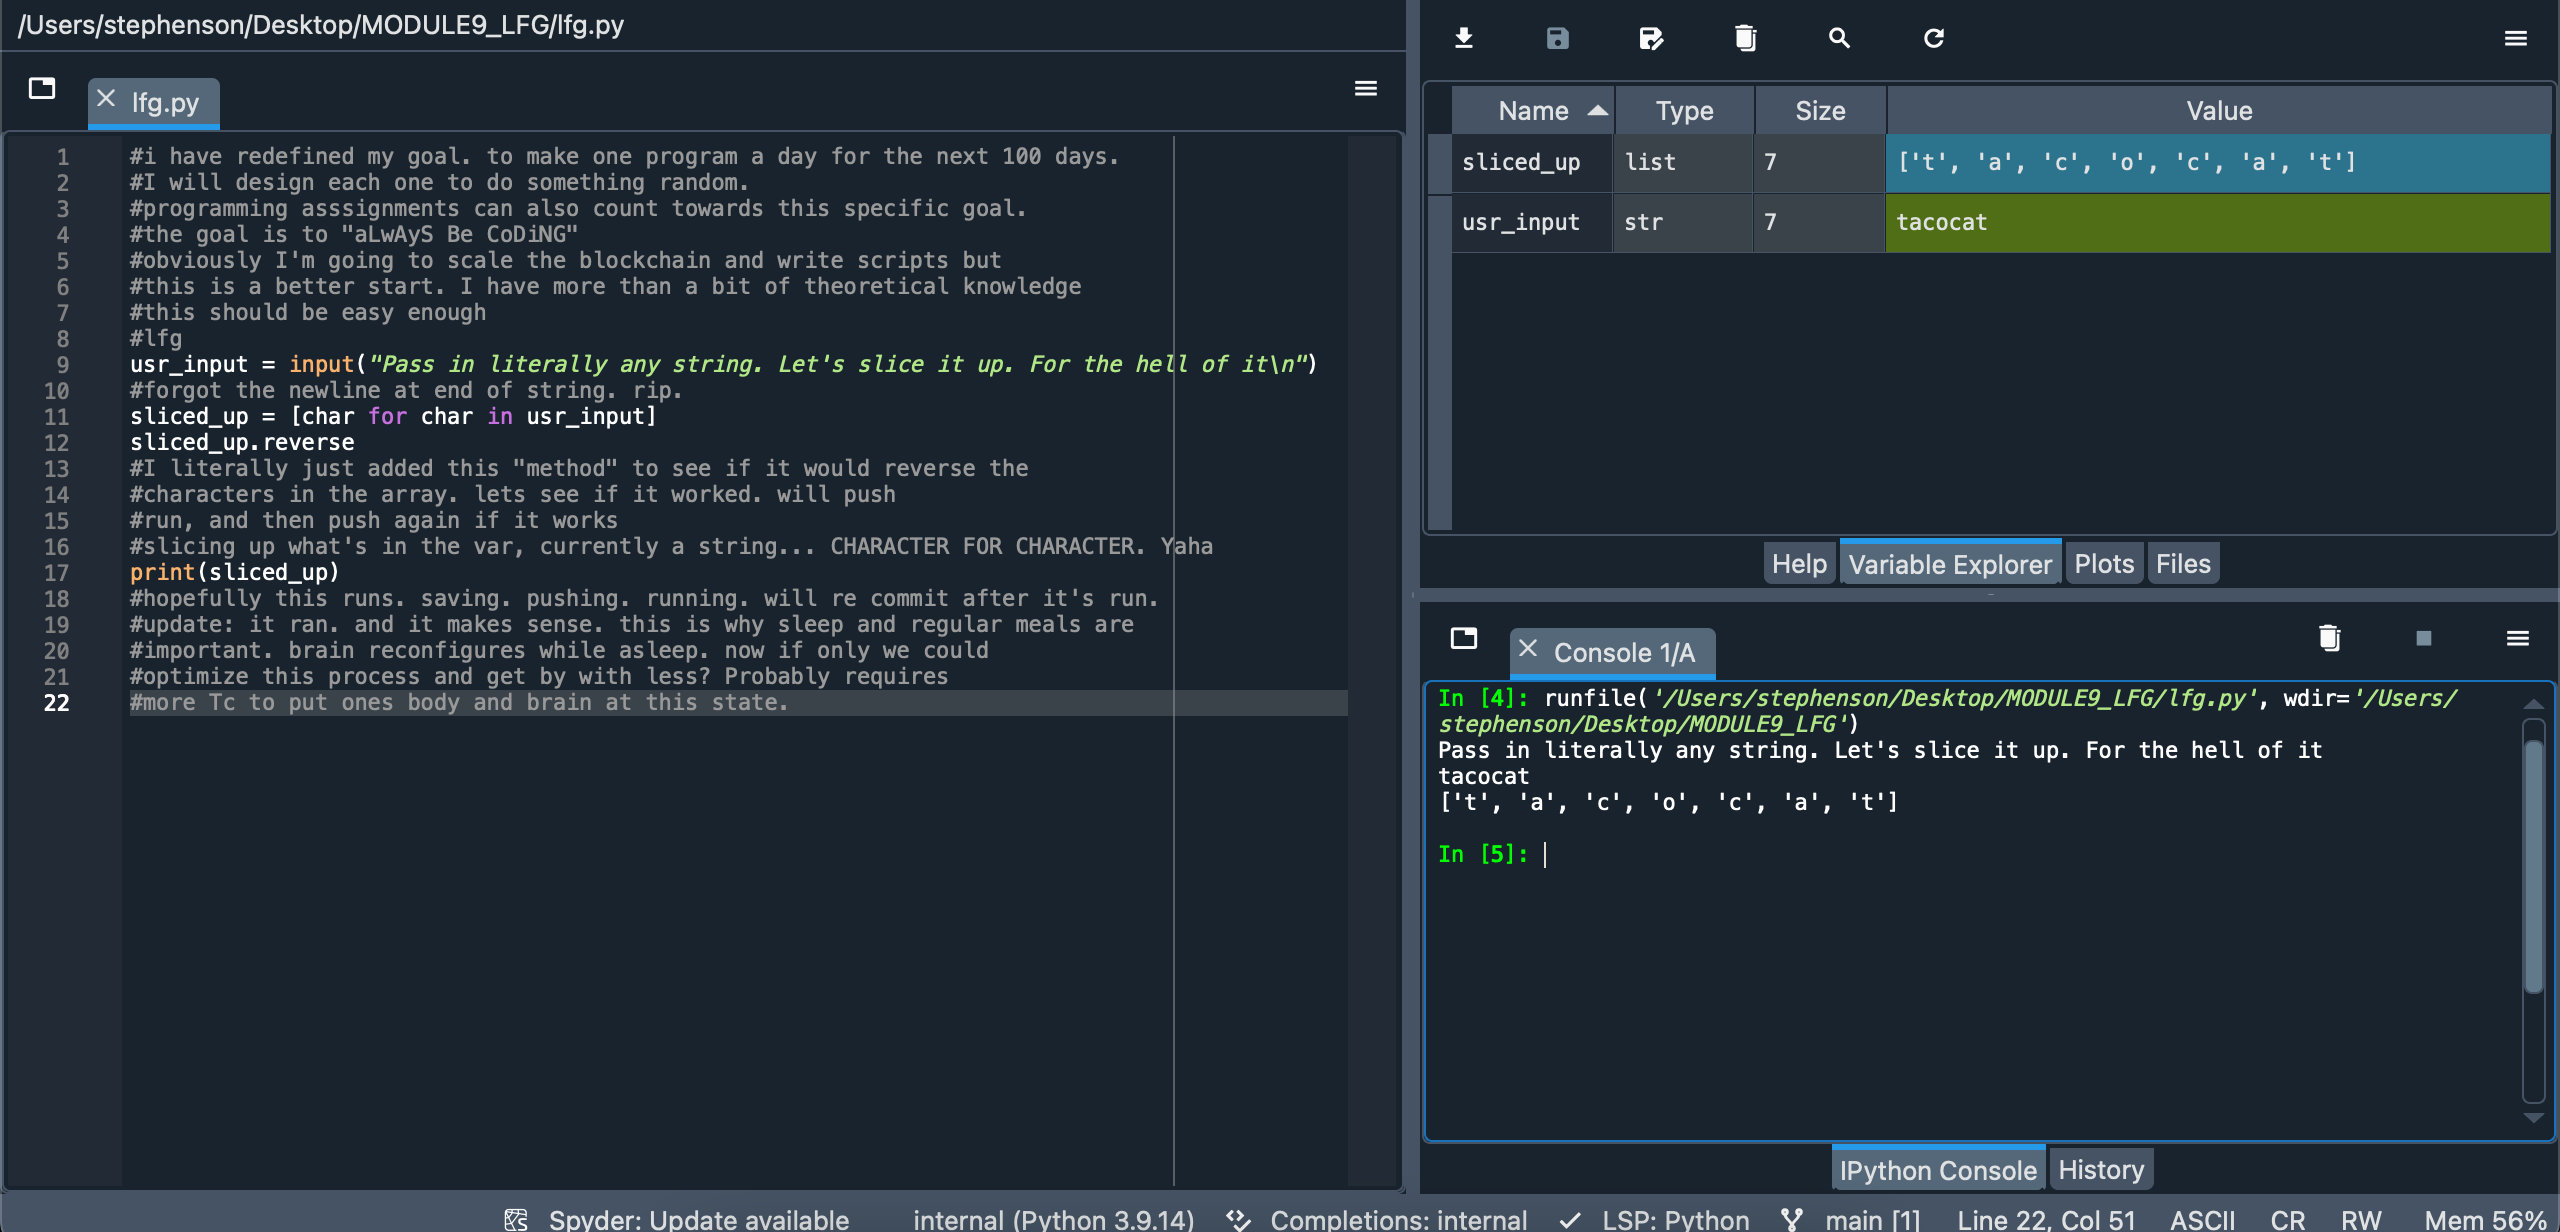 /Users/stephenson/Desktop/MODULE9_LFG/lfg.py
lfg.py
1 #i have redefined my goal. to make one program a day for the next 100 days.
2 #I will design each one to do something random.
3 #programming asssignments can also count towards this specific goal.
4 #the goal is to "aLwAyS Be CoDiNG"
5 #obviously I'm going to scale the blockchain and write scripts but
6 #this is a better start. I have more than a bit of theoretical knowledge
7 #this should be easy enough
8 #lfg
9 usr_input = input("Pass in literally any string. Let's slice it up. For the hell of it\n")
10 #forgot the newline at end of string. rip.
11 sliced_up = [char for char in usr_input]
12 sliced_up.reverse
13 #I literally just added this "method" to see if it would reverse the
14 #characters in the array. lets see if it worked. will push
15 #run, and then push again if it works
16 #slicing up what's in the var, currently a string... CHARACTER FOR CHARACTER. Yaha
17 print(sliced_up)
18 #hopefully this runs. saving. pushing. running. will re commit after it's run.
19 #update: it ran. and it makes sense. this is why sleep and regular meals are
20 #important. brain reconfigures while asleep. now if only we could
21 #optimize this process and get by with less? Probably requires
22 #more Tc to put ones body and brain at this state.
Name Type Size Value
sliced_up list 7 ['t', 'a', 'c', 'o', 'c', 'a', 't']
usr_input str 7 tacocat
Help Variable Explorer Plots Files
Console 1/A
In [4]: runfile('/Users/stephenson/Desktop/MODULE9_LFG/lfg.py', wdir='/Users/
stephenson/Desktop/MODULE9_LFG')
Pass in literally any string. Let's slice it up. For the hell of it
tacocat
['t', 'a', 'c', 'o', 'c', 'a', 't']
In [5]:
IPython Console History
Spyder: Update available internal (Python 3.9.14) Completions: internal LSP: Python main [1] Line 22, Col 51 ASCII CR RW Mem 56%